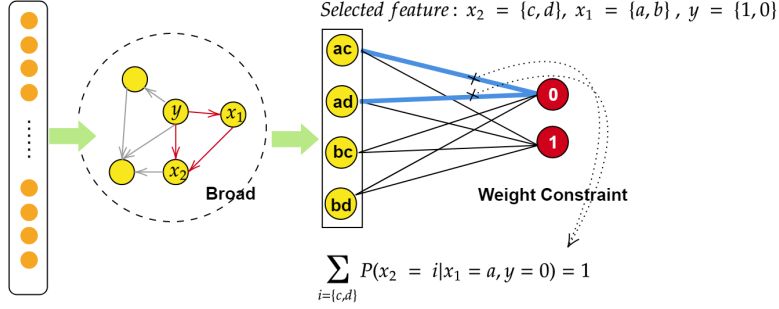 Selected feature: x₂ = {c,d}, x₁ = {a,b}, y = {1,0}
ac
ad
bc
bd
0
1
y
x₁
x₂
Broad
Weight Constraint
∑_{i={c,d}} P(x₂ = i|x₁ = a, y = 0) = 1